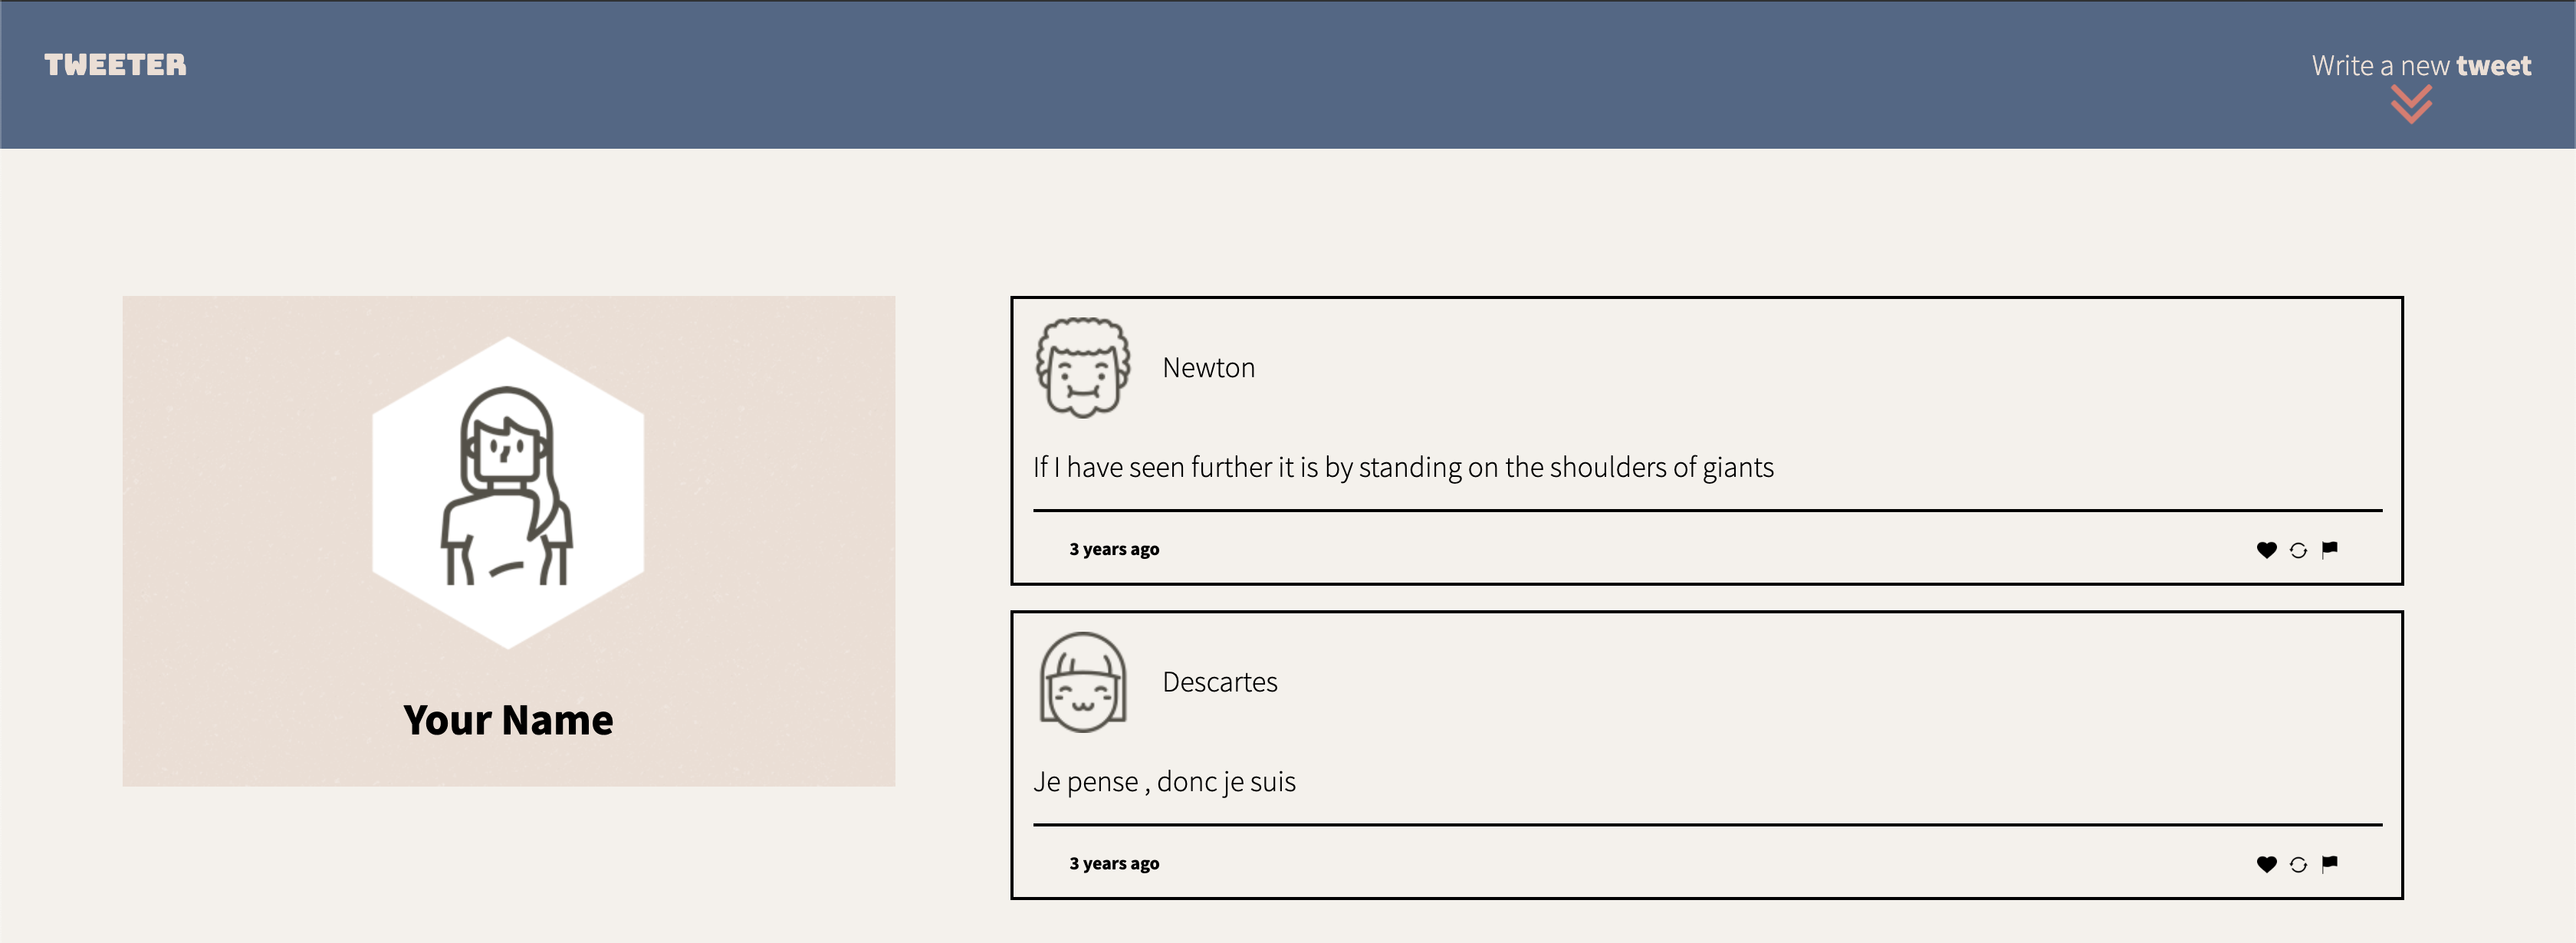 TWEETER
Write a new tweet
Your Name
Newton
If I have seen further it is by standing on the shoulders of giants
3 years ago
Descartes
Je pense , donc je suis
3 years ago